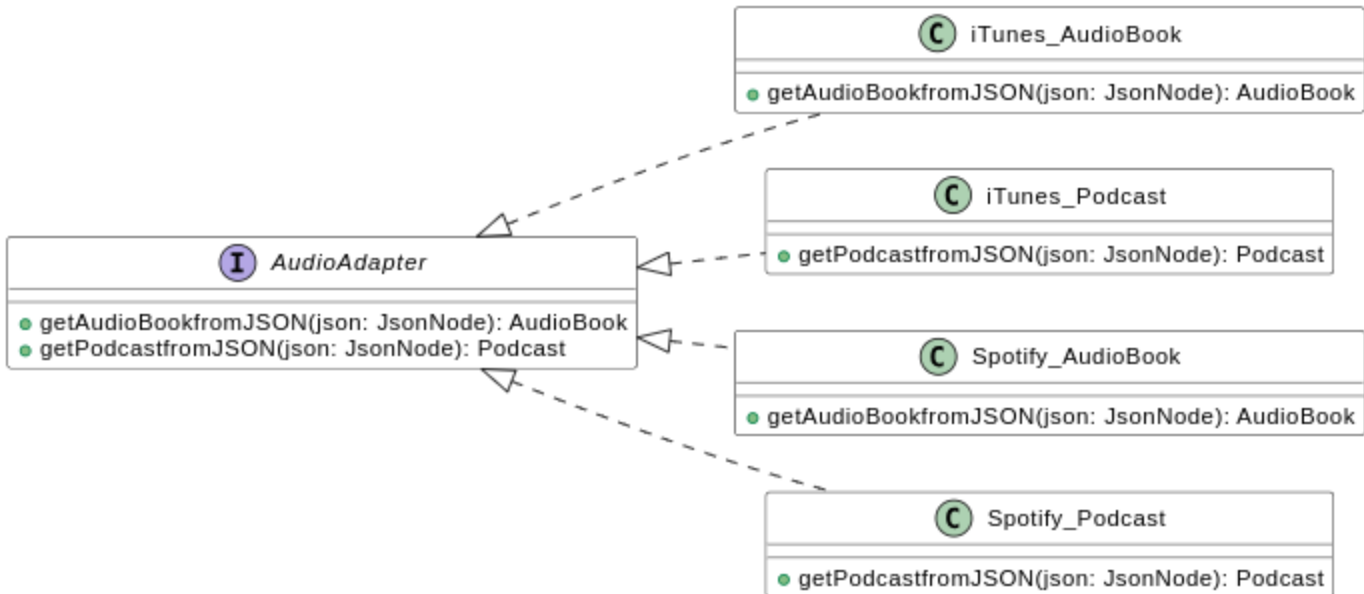 C iTunes_AudioBook
getAudioBookfromJSON(json: JsonNode): AudioBook
C iTunes_Podcast
getPodcastfromJSON(json: JsonNode): Podcast
I AudioAdapter
getAudioBookfromJSON(json: JsonNode): AudioBook
getPodcastfromJSON(json: JsonNode): Podcast
C Spotify_AudioBook
getAudioBookfromJSON(json: JsonNode): AudioBook
C Spotify_Podcast
getPodcastfromJSON(json: JsonNode): Podcast